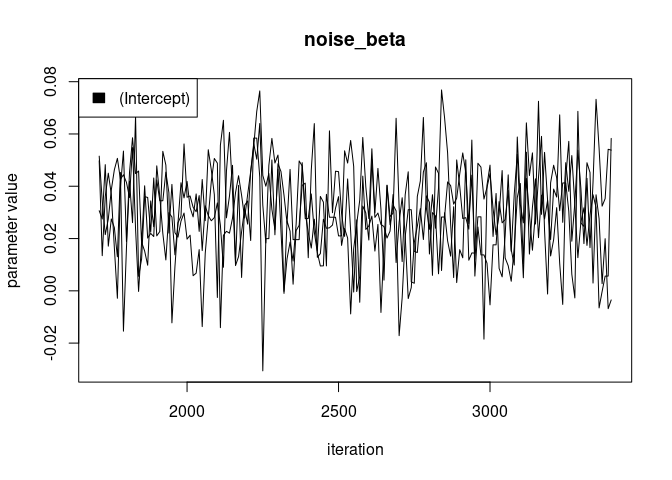 noise_beta
(Intercept)
parameter value
0.08
0.06
0.04
0.02
0.00
-0.02
2000 2500 3000
iteration